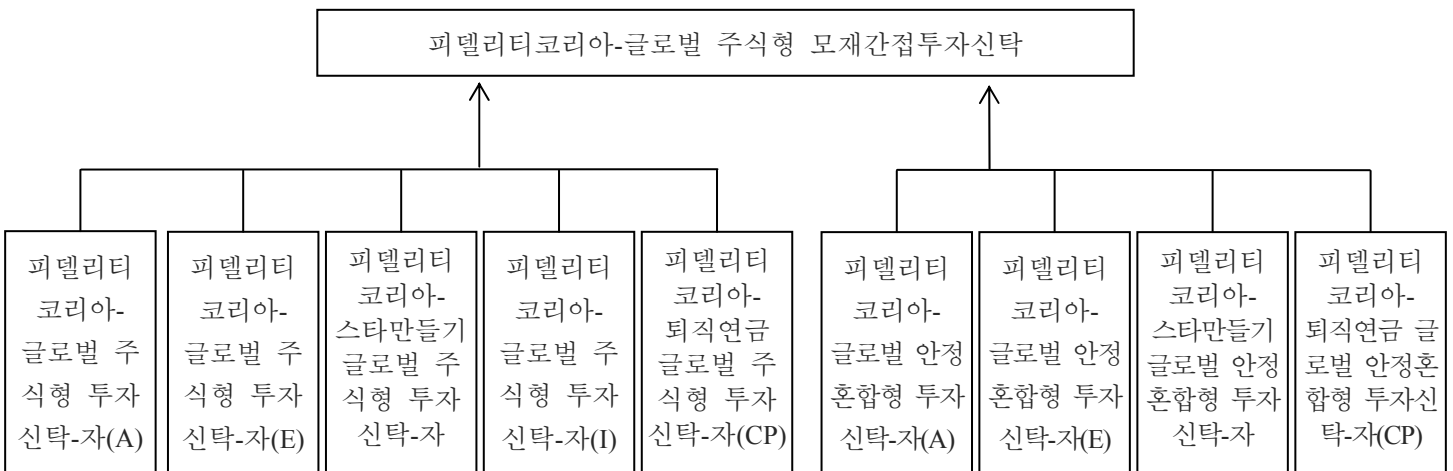 피델리티코리아-글로벌 주식형 모재간접투자신탁
피델리티
코리아-
글로벌 주
식형 투자
신탁-자(A)
피델리티
코리아-
글로벌 주
식형 투자
신탁-자(E)
피델리티
코리아-
스타만들기
글로벌 주
식형 투자
신탁-자
피델리티
코리아-
글로벌 주
식형 투자
신탁-자(I)
피델리티
코리아-
퇴직연금
글로벌 주
식형 투자
신탁-자(CP)
피델리티
코리아-
글로벌 안정
혼합형 투자
신탁-자(A)
피델리티
코리아-
글로벌 안정
혼합형 투자
신탁-자(E)
피델리티
코리아-
스타만들기
글로벌 안정
혼합형 투자
신탁-자
피델리티
코리아-
퇴직연금 글
로벌 안정혼
합형 투자신
탁-자(CP)